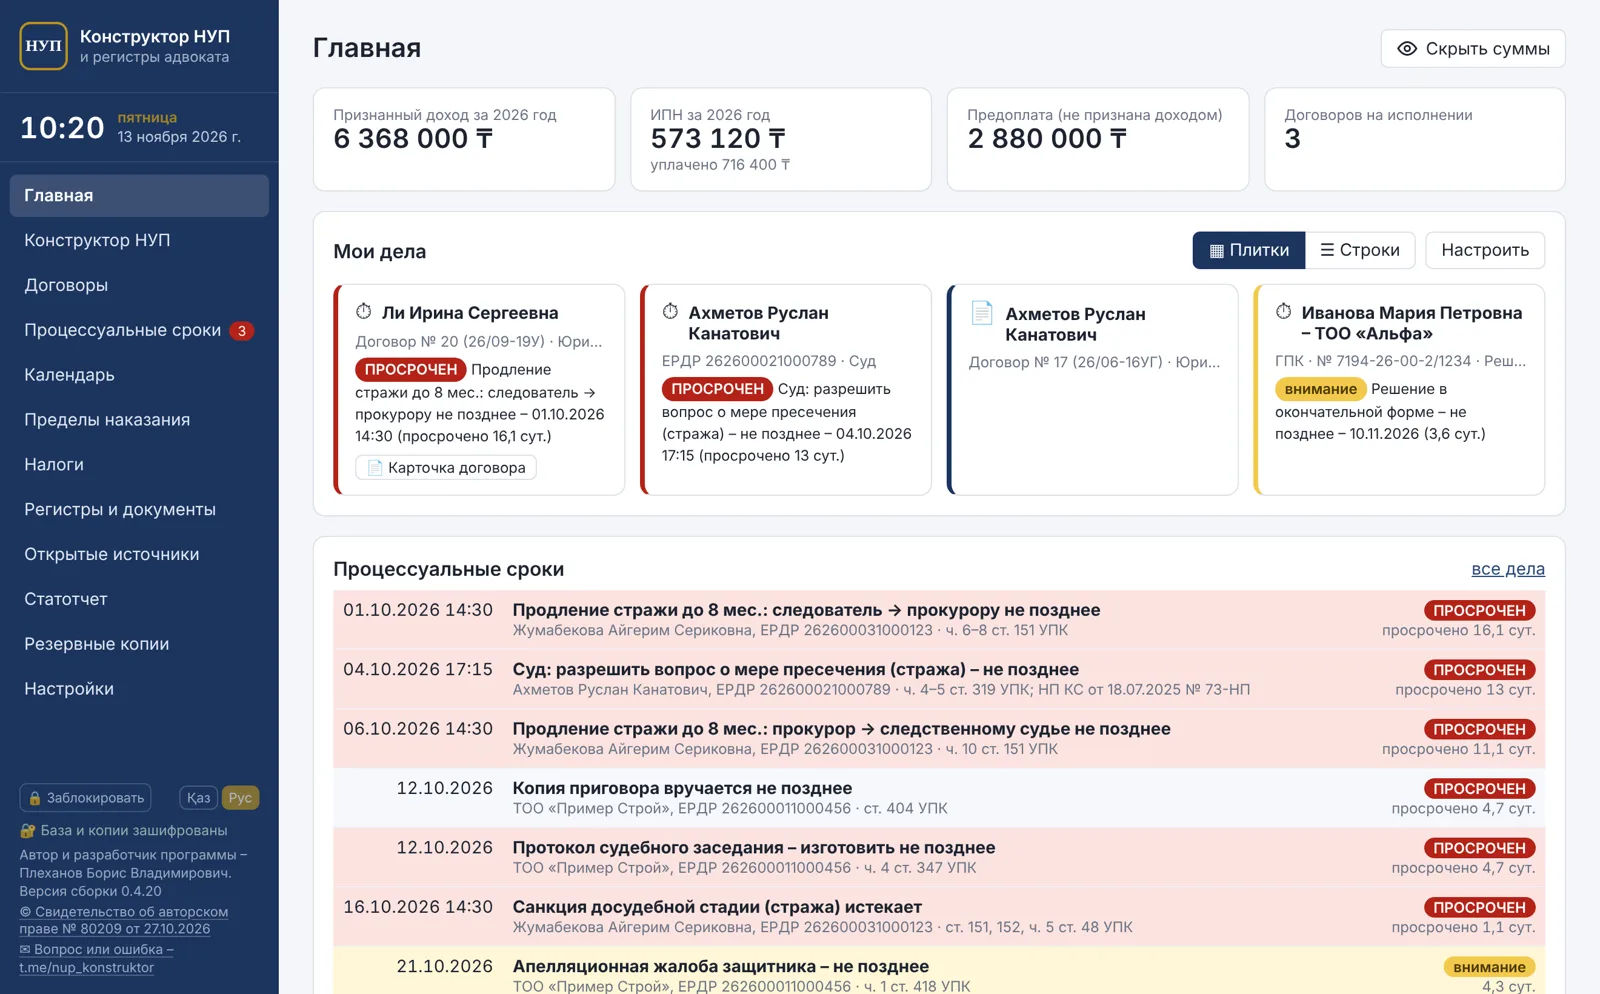 НУП
Конструктор НУП
и регистры адвоката
10:20
пятница
13 ноября 2026 г.
Главная
Конструктор НУП
Договоры
Процессуальные сроки 3
Календарь
Пределы наказания
Налоги
Регистры и документы
Открытые источники
Статотчет
Резервные копии
Настройки
Заблокировать
Қаз
Рус
База и копии зашифрованы
Автор и разработчик программы –
Плеханов Борис Владимирович.
Версия сборки 0.4.20
© Свидетельство об авторском
праве № 80209 от 27.10.2026
✉ Вопрос или ошибка –
t.me/nup_konstruktor
Главная
Скрыть суммы
Признанный доход за 2026 год
6 368 000 ₸
ИПН за 2026 год
573 120 ₸
уплачено 716 400 ₸
Предоплата (не признана доходом)
2 880 000 ₸
Договоров на исполнении
3
Мои дела
Плитки
Строки
Настроить
Ли Ирина Сергеевна
Договор № 20 (26/09-19У) · Юри...
ПРОСРОЧЕН Продление
стражи до 8 мес.: следователь →
прокурору не позднее – 01.10.2026
14:30 (просрочено 16,1 сут.)
Карточка договора
Ахметов Руслан
Канатович
ЕРДР 262600021000789 · Суд
ПРОСРОЧЕН Суд: разрешить
вопрос о мере пресечения
(стража) – не позднее – 04.10.2026
17:15 (просрочено 13 сут.)
Ахметов Руслан
Канатович
Договор № 17 (26/06-16УГ) · Юри...
Иванова Мария Петровна
– ТОО «Альфа»
ГПК · № 7194-26-00-2/1234 · Реш...
внимание Решение в
окончательной форме – не
позднее – 10.11.2026 (3,6 сут.)
Процессуальные сроки
все дела
01.10.2026 14:30 Продление стражи до 8 мес.: следователь → прокурору не позднее ПРОСРОЧЕН
Жумабекова Айгерим Сериковна, ЕРДР 262600031000123 · ч. 6–8 ст. 151 УПК просрочено 16,1 сут.
04.10.2026 17:15 Суд: разрешить вопрос о мере пресечения (стража) – не позднее ПРОСРОЧЕН
Ахметов Руслан Канатович, ЕРДР 262600021000789 · ч. 4–5 ст. 319 УПК; НП КС от 18.07.2025 № 73-НП просрочено 13 сут.
06.10.2026 14:30 Продление стражи до 8 мес.: прокурор → следственному судье не позднее ПРОСРОЧЕН
Жумабекова Айгерим Сериковна, ЕРДР 262600031000123 · ч. 10 ст. 151 УПК просрочено 11,1 сут.
12.10.2026 Копия приговора вручается не позднее ПРОСРОЧЕН
ТОО «Пример Строй», ЕРДР 262600011000456 · ст. 404 УПК просрочено 4,7 сут.
12.10.2026 Протокол судебного заседания – изготовить не позднее ПРОСРОЧЕН
ТОО «Пример Строй», ЕРДР 262600011000456 · ч. 4 ст. 347 УПК просрочено 4,7 сут.
16.10.2026 14:30 Санкция досудебной стадии (стража) истекает ПРОСРОЧЕН
Жумабекова Айгерим Сериковна, ЕРДР 262600031000123 · ст. 151, 152, ч. 5 ст. 48 УПК просрочено 1,1 сут.
21.10.2026 Апелляционная жалоба защитника – не позднее внимание
ТОО «Пример Строй», ЕРДР 262600011000456 · ч. 1 ст. 418 УПК 4,3 сут.